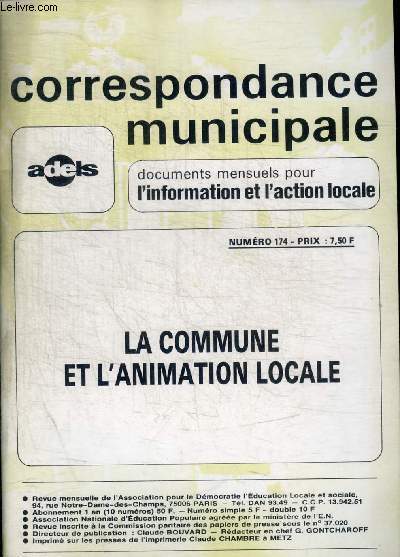 Le-livre.com
correspondance
municipale
adels
documents mensuels pour
l'information et l'action locale
NUMÉRO 174 - PRIX : 7,50 F
LA COMMUNE
ET L'ANIMATION LOCALE
● Revue mensuelle de l'Association pour la Démocratie l'Éducation Locale et sociale,
94, rue Notre-Dame-des-Champs, 75006 PARIS — Tél. DAN 93.49 — C.C.P. 13.942.51
● Abonnement 1 an (10 numéros) 50 F. — Numéro simple 5 F - double 10 F
● Association Nationale d'Éducation Populaire agréée par le ministère de l'E.N.
● Revue inscrite à la Commission paritaire des papiers de presse sous le n° 37.020
● Directeur de publication : Claude BOUVARD — Rédacteur en chef G. GONTCHAROFF
● Imprimé sur les presses de l'imprimerie Claude CHAMBRE à METZ